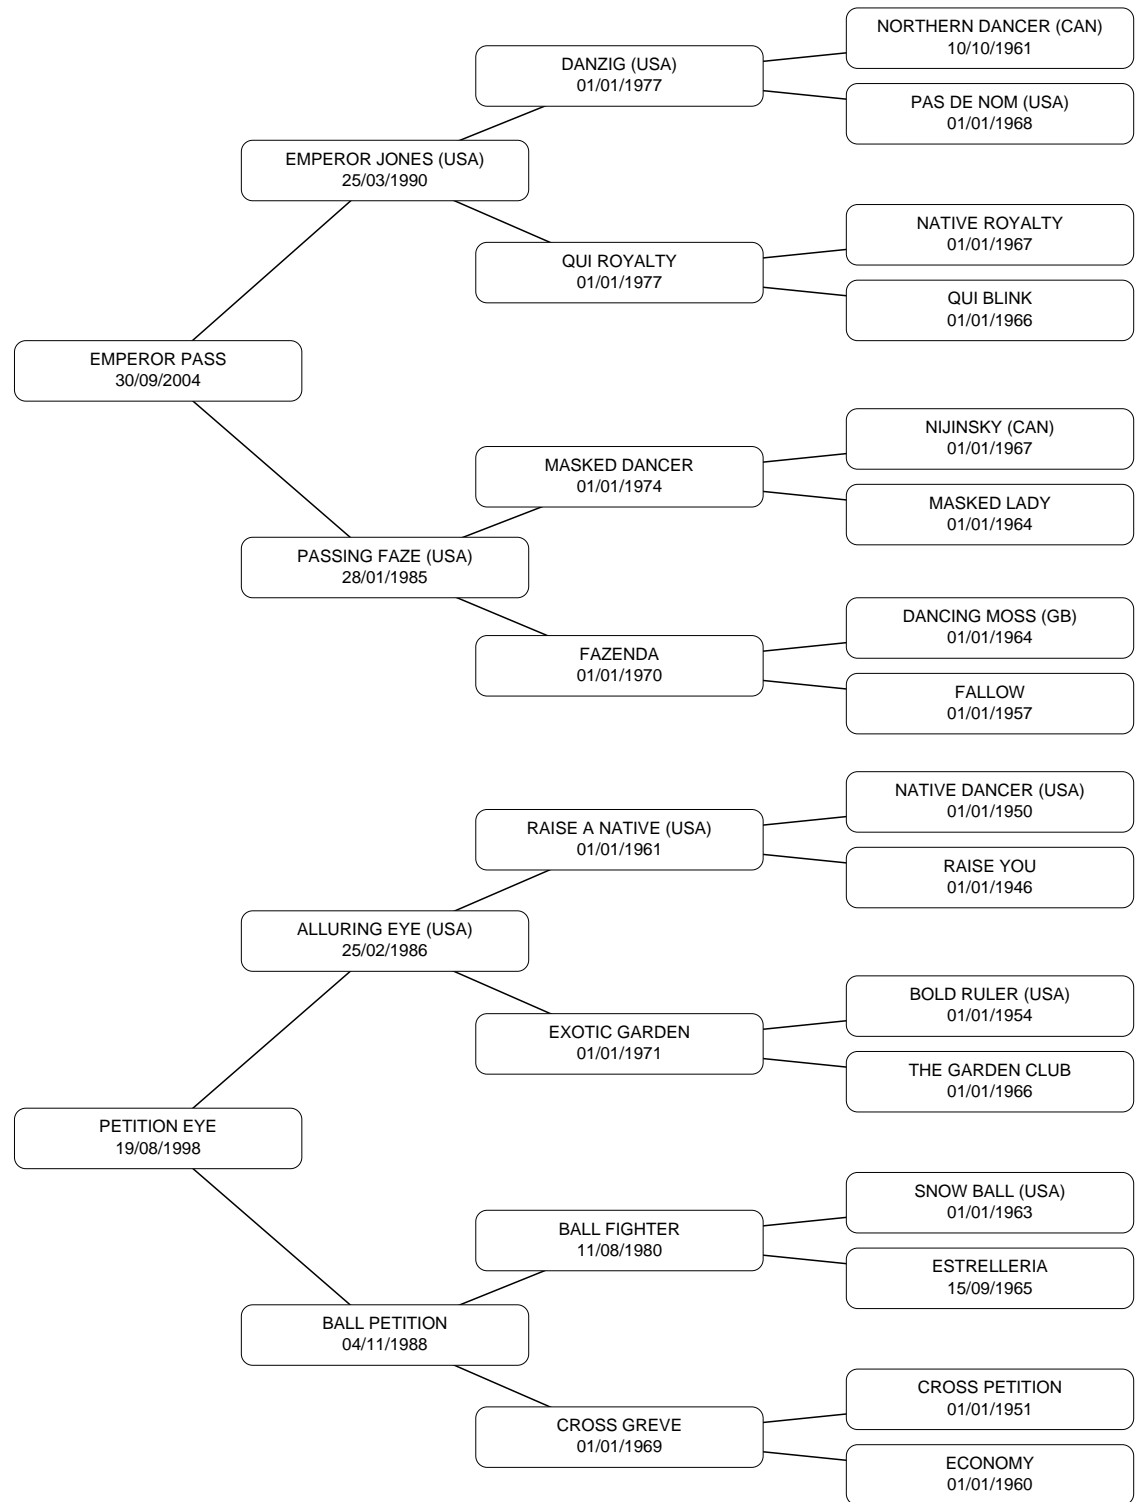 NORTHERN DANCER (CAN)
10/10/1961
DANZIG (USA)
01/01/1977
PAS DE NOM (USA)
01/01/1968
EMPEROR JONES (USA)
25/03/1990
NATIVE ROYALTY
01/01/1967
QUI ROYALTY
01/01/1977
QUI BLINK
01/01/1966
EMPEROR PASS
30/09/2004
NIJINSKY (CAN)
01/01/1967
MASKED DANCER
01/01/1974
MASKED LADY
01/01/1964
PASSING FAZE (USA)
28/01/1985
DANCING MOSS (GB)
01/01/1964
FAZENDA
01/01/1970
FALLOW
01/01/1957
NATIVE DANCER (USA)
01/01/1950
RAISE A NATIVE (USA)
01/01/1961
RAISE YOU
01/01/1946
ALLURING EYE (USA)
25/02/1986
BOLD RULER (USA)
01/01/1954
EXOTIC GARDEN
01/01/1971
THE GARDEN CLUB
01/01/1966
PETITION EYE
19/08/1998
SNOW BALL (USA)
01/01/1963
BALL FIGHTER
11/08/1980
ESTRELLERIA
15/09/1965
BALL PETITION
04/11/1988
CROSS PETITION
01/01/1951
CROSS GREVE
01/01/1969
ECONOMY
01/01/1960